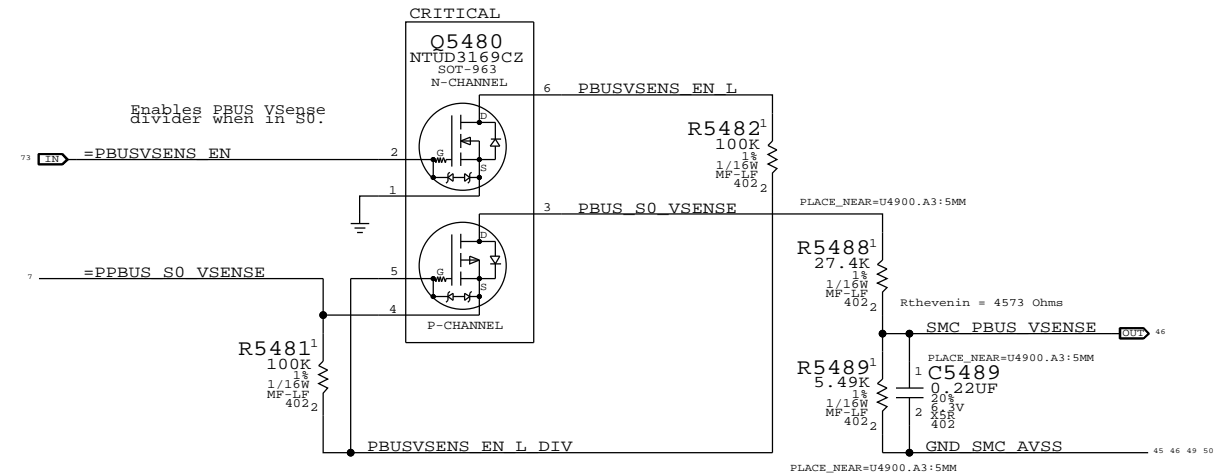 CRITICAL
Q5480
NTUD3169CZ
SOT-963
N-CHANNEL
6
PBUSVSENS_EN_L
Enables PBUS VSense
divider when in S0.
D
G
S
R5482
1
100K
1%
1/16W
MF-LF
402
2
73
IN
=PBUSVSENS_EN
2
1
3
PBUS_S0_VSENSE
PLACE_NEAR=U4900.A3:5MM
D
G
S
7
=PPBUS_S0_VSENSE
5
4
P-CHANNEL
R5488
1
27.4K
1%
1/16W
MF-LF
402
2
Rthevenin = 4573 Ohms
SMC_PBUS_VSENSE
OUT
46
R5481
1
100K
1%
1/16W
MF-LF
402
2
R5489
1
5.49K
1%
1/16W
MF-LF
402
2
PLACE_NEAR=U4900.A3:5MM
1
C5489
0.22UF
20%
6.3V
2
X5R
402
PBUSVSENS_EN_L_DIV
GND_SMC_AVSS
45 46 49 50
PLACE_NEAR=U4900.A3:5MM